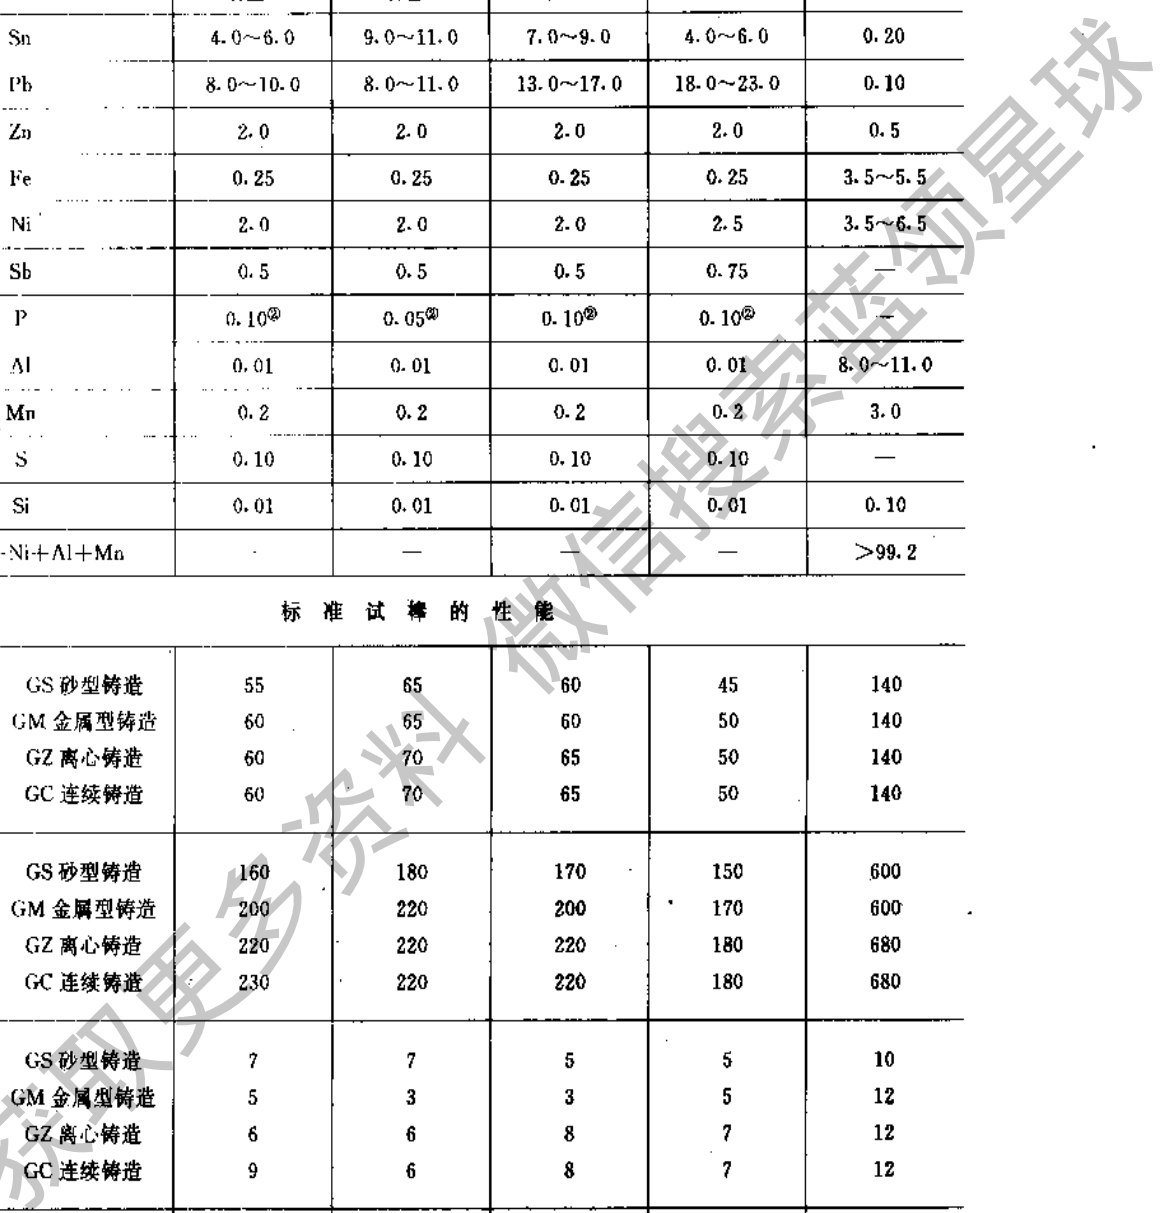 Sn 4.0~6.0 9.0~11.0 7.0~9.0 4.0~6.0 0.20
Pb 8.0~10.0 8.0~11.0 13.0~17.0 18.0~23.0 0.10
Zn 2.0 2.0 2.0 2.0 0.5
Fe 0.25 0.25 0.25 0.25 3.5~5.5
Ni 2.0 2.0 2.0 2.5 3.5~6.5
Sb 0.5 0.5 0.5 0.75 —
P 0.10② 0.05② 0.10② 0.10② —
Al 0.01 0.01 0.01 0.01 8.0~11.0
Mn 0.2 0.2 0.2 0.2 3.0
S 0.10 0.10 0.10 0.10 —
Si 0.01 0.01 0.01 0.01 0.10
+Ni+Al+Mn — — — >99.2
标准试棒的性能
GS 砂型铸造 55 65 60 45 140
GM 金属型铸造 60 65 60 50 140
GZ 离心铸造 60 70 65 50 140
GC 连续铸造 60 70 65 50 140
GS 砂型铸造 160 180 170 150 600
GM 金属型铸造 200 220 200 170 600
GZ 离心铸造 220 220 220 180 680
GC 连续铸造 230 220 220 180 680
GS 砂型铸造 7 7 5 5 10
GM 金属型铸造 5 3 3 5 12
GZ 离心铸造 6 6 8 7 12
GC 连续铸造 9 6 8 7 12
获取更多资料 微信搜索蓝领星球